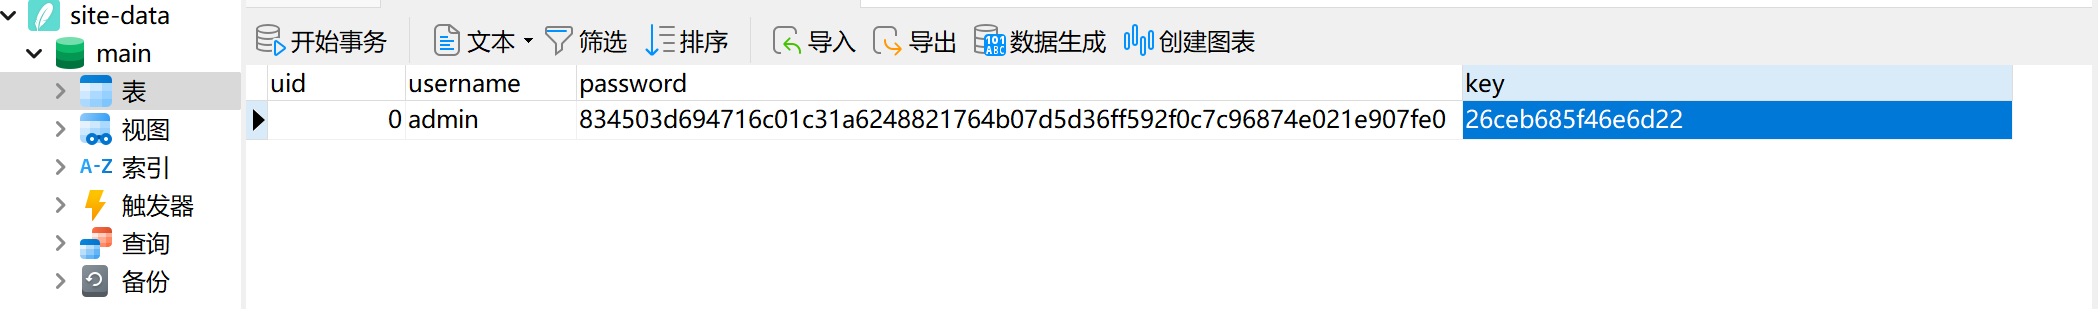 site-data
main
表
视图
A-Z 索引
触发器
查询
备份
开始事务 文本 筛选 排序 导入 导出 101 ABC 数据生成 创建图表
uid username password key
0 admin 834503d694716c01c31a6248821764b07d5d36ff592f0c7c96874e021e907fe0 26ceb685f46e6d22